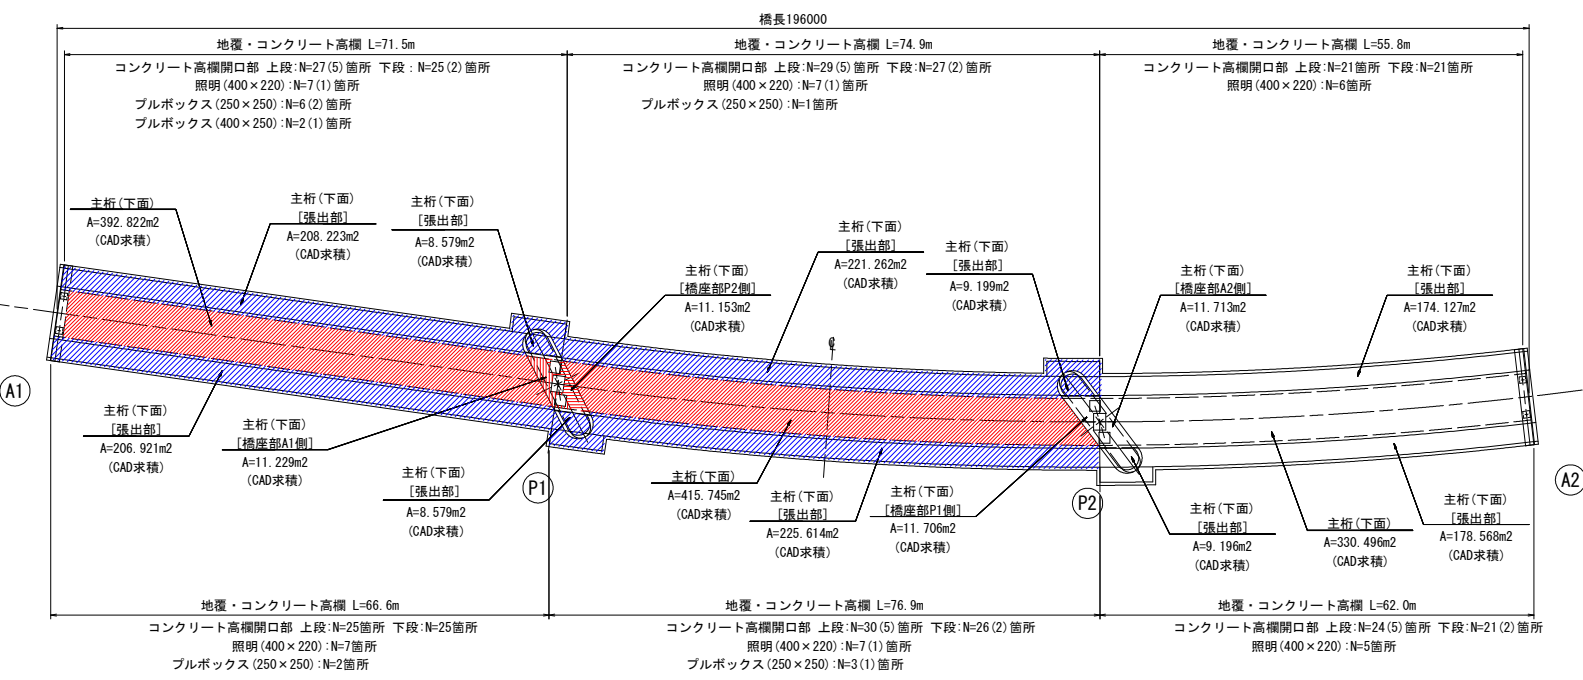 橋長196000
地覆・コンクリート高欄 L=71.5m
コンクリート高欄開口部 上段:N=27(5)箇所 下段:N=25(2)箇所
照明(400×220):N=7(1)箇所
プルボックス(250×250):N=6(2)箇所
プルボックス(400×250):N=2(1)箇所
地覆・コンクリート高欄 L=74.9m
コンクリート高欄開口部 上段:N=29(5)箇所 下段:N=27(2)箇所
照明(400×220):N=7(1)箇所
プルボックス(250×250):N=1箇所
地覆・コンクリート高欄 L=55.8m
コンクリート高欄開口部 上段:N=21箇所 下段:N=21箇所
照明(400×220):N=6箇所
主桁(下面)
A=392.822m2
(CAD求積)
主桁(下面)
[張出部]
A=208.223m2
(CAD求積)
主桁(下面)
[張出部]
A=8.579m2
(CAD求積)
主桁(下面)
[橋座部P2側]
A=11.153m2
(CAD求積)
主桁(下面)
[張出部]
A=221.262m2
(CAD求積)
主桁(下面)
[張出部]
A=9.199m2
(CAD求積)
主桁(下面)
[橋座部A2側]
A=11.713m2
(CAD求積)
主桁(下面)
[張出部]
A=174.127m2
(CAD求積)
℄
A1
主桁(下面)
[張出部]
A=206.921m2
(CAD求積)
主桁(下面)
[橋座部A1側]
A=11.229m2
(CAD求積)
主桁(下面)
[張出部]
A=8.579m2
(CAD求積)
P1
主桁(下面)
A=415.745m2
(CAD求積)
主桁(下面)
[張出部]
A=225.614m2
(CAD求積)
主桁(下面)
[橋座部P1側]
A=11.706m2
(CAD求積)
P2
主桁(下面)
[張出部]
A=9.196m2
(CAD求積)
主桁(下面)
A=330.496m2
(CAD求積)
主桁(下面)
[張出部]
A=178.568m2
(CAD求積)
A2
地覆・コンクリート高欄 L=66.6m
コンクリート高欄開口部 上段:N=25箇所 下段:N=25箇所
照明(400×220):N=7箇所
プルボックス(250×250):N=2箇所
地覆・コンクリート高欄 L=76.9m
コンクリート高欄開口部 上段:N=30(5)箇所 下段:N=26(2)箇所
照明(400×220):N=7(1)箇所
プルボックス(250×250):N=3(1)箇所
地覆・コンクリート高欄 L=62.0m
コンクリート高欄開口部 上段:N=24(5)箇所 下段:N=21(2)箇所
照明(400×220):N=5箇所